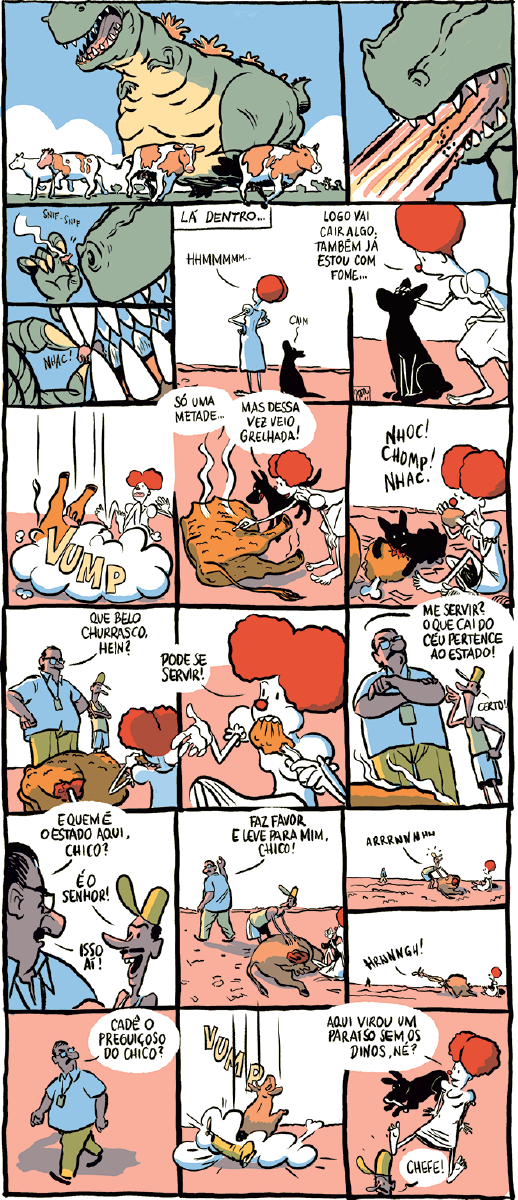 SNIF-SNIF
NHAC!
LÁ DENTRO...
HHMMMMM..
CAIM
LOGO VAI
CAIR ALGO,
TAMBÉM JÁ
ESTOU COM
FOME...
VUMP
SÓ UMA
METADE...
MAS DESSA
VEZ VEIO
GRELHADA!
NHOC!
CHOMP!
NHAC.
QUE BELO
CHURRASCO,
HEIN?
PODE SE
SERVIR!
ME SERVIR?
O QUE CAI DO
CÉU PERTENCE
AO ESTADO!
CERTO!
E QUEM É
O ESTADO AQUI,
CHICO?
É O
SENHOR!
ISSO
AÍ!
FAZ FAVOR
E LEVE PARA MIM,
CHICO!
ARRRWNNHH
HRNNNGH!
CADÊ O
PREGUIÇOSO
DO CHICO?
VUMP
AQUI VIROU UM
PARAÍSO SEM OS
DINOS, NÉ?
CHEFE!